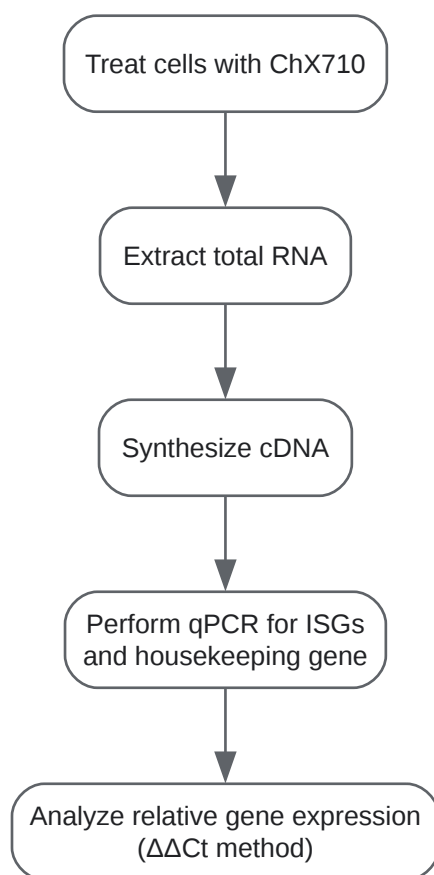 Treat cells with ChX710
Extract total RNA
Synthesize cDNA
Perform qPCR for ISGs
and housekeeping gene
Analyze relative gene expression
(ΔΔCt method)